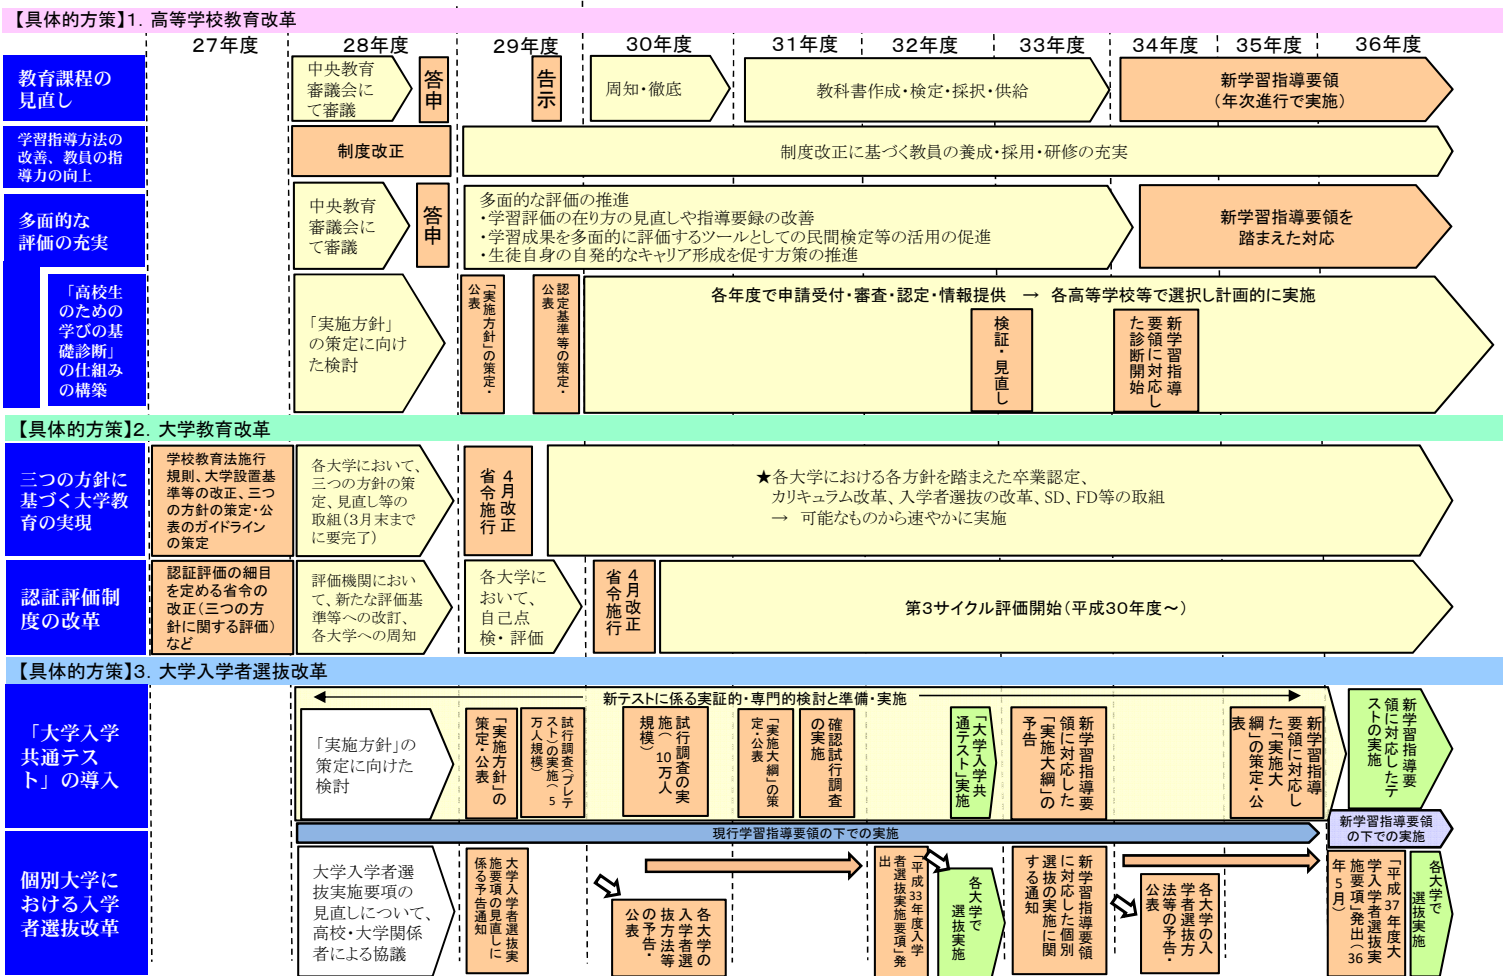 【具体的方策】1．高等学校教育改革
27年度
28年度
29年度
30年度
31年度
32年度
33年度
34年度
35年度
36年度
教育課程の
見直し
中央教育
審議会に
て審議
答申
告示
周知・徹底
教科書作成・検定・採択・供給
新学習指導要領
（年次進行で実施）
学習指導方法の
改善、教員の指
導力の向上
制度改正
制度改正に基づく教員の養成・採用・研修の充実
多面的な
評価の充実
中央教育
審議会に
て審議
答申
多面的な評価の推進
・学習評価の在り方の見直しや指導要録の改善
・学習成果を多面的に評価するツールとしての民間検定等の活用の促進
・生徒自身の自発的なキャリア形成を促す方策の推進
新学習指導要領を
踏まえた対応
「高校生
のための
学びの基
礎診断」
の仕組み
の構築
「実施方針」
の策定に向け
た検討
「実施方針」の策定・
公表
認定基準等の策定・
公表
各年度で申請受付・審査・認定・情報提供　→　各高等学校等で選択し計画的に実施
検証・見直し
新学習指導
要領に対応し
た診断開始
【具体的方策】2．大学教育改革
三つの方針に
基づく大学教
育の実現
学校教育法施行
規則、大学設置基
準等の改正、三つ
の方針の策定・公
表のガイドライン
の策定
各大学において、
三つの方針の策
定、見直し等の
取組（3月末まで
に要完了）
4月改正
省令施行
★各大学における各方針を踏まえた卒業認定、
カリキュラム改革、入学者選抜の改革、SD、FD等の取組
→　可能なものから速やかに実施
認証評価制
度の改革
認証評価の細目
を定める省令の
改正（三つの方
針に関する評価）
など
評価機関におい
て、新たな評価基
準等への改訂、
各大学への周知
各大学に
おいて、
自己点
検・評価
4月改正
省令施行
第3サイクル評価開始（平成30年度～）
【具体的方策】3．大学入学者選抜改革
「大学入学
共通テス
ト」の導入
新テストに係る実証的・専門的検討と準備・実施
「実施方針」の
策定に向けた
検討
「実施方針」の
策定・公表
試行調査（プレテ
スト）の実施（5
万人規模）
試行調査の実
施（10万人
規模）
「実施大綱」の策
定・公表
確認試行調査
の実施
「大学入学共
通テスト」実施
新学習指導要
領に対応した
「実施大綱」の
予告
新学習指導
要領に対応し
た「実施大
綱」の策定・公
表
新学習指導要
領に対応したテ
ストの実施
現行学習指導要領の下での実施
新学習指導要領
の下での実施
個別大学に
おける入学
者選抜改革
大学入学者選
抜実施要項の
見直しについて、
高校・大学関係
者による協議
大学入学者選抜実
施要項の見直しに
係る予告通知
各大学の
入学者選
抜方法等
の予告・
公表
「平成33年度入学
者選抜実施要項」発
出
各大学で
選抜実施
新学習指導要領
に対応した個別
選抜の実施に関
する通知
各大学の入
学者選抜方
法等の予告・
公表
「平成37年度大
学入学者選抜実
施要項」発出（36
年5月）
各大学で
選抜実施